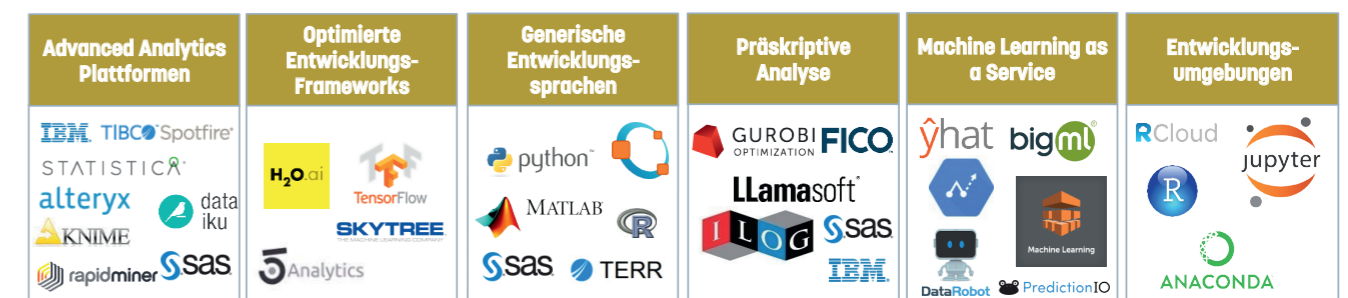 Advanced Analytics
Plattformen
IBM TIBCO Spotfire®
STATISTICA®
alteryx
data
iku
KNIME
rapidminer
sas
Optimierte
Entwicklungs-
Frameworks
H2O.ai
TensorFlow
SKYTREE
THE MACHINE LEARNING COMPANY
5Analytics
Generische
Entwicklungs-
sprachen
python™
MATLAB
R
sas
TERR
Präskriptive
Analyse
GUROBI
OPTIMIZATION
FICO
LLamasoft®
ILOG
sas
IBM
Machine Learning as
a Service
ŷhat
bigml®
Machine Learning
DataRobot
PredictionIO
Entwicklungs-
umgebungen
RCloud
jupyter
R
ANACONDA